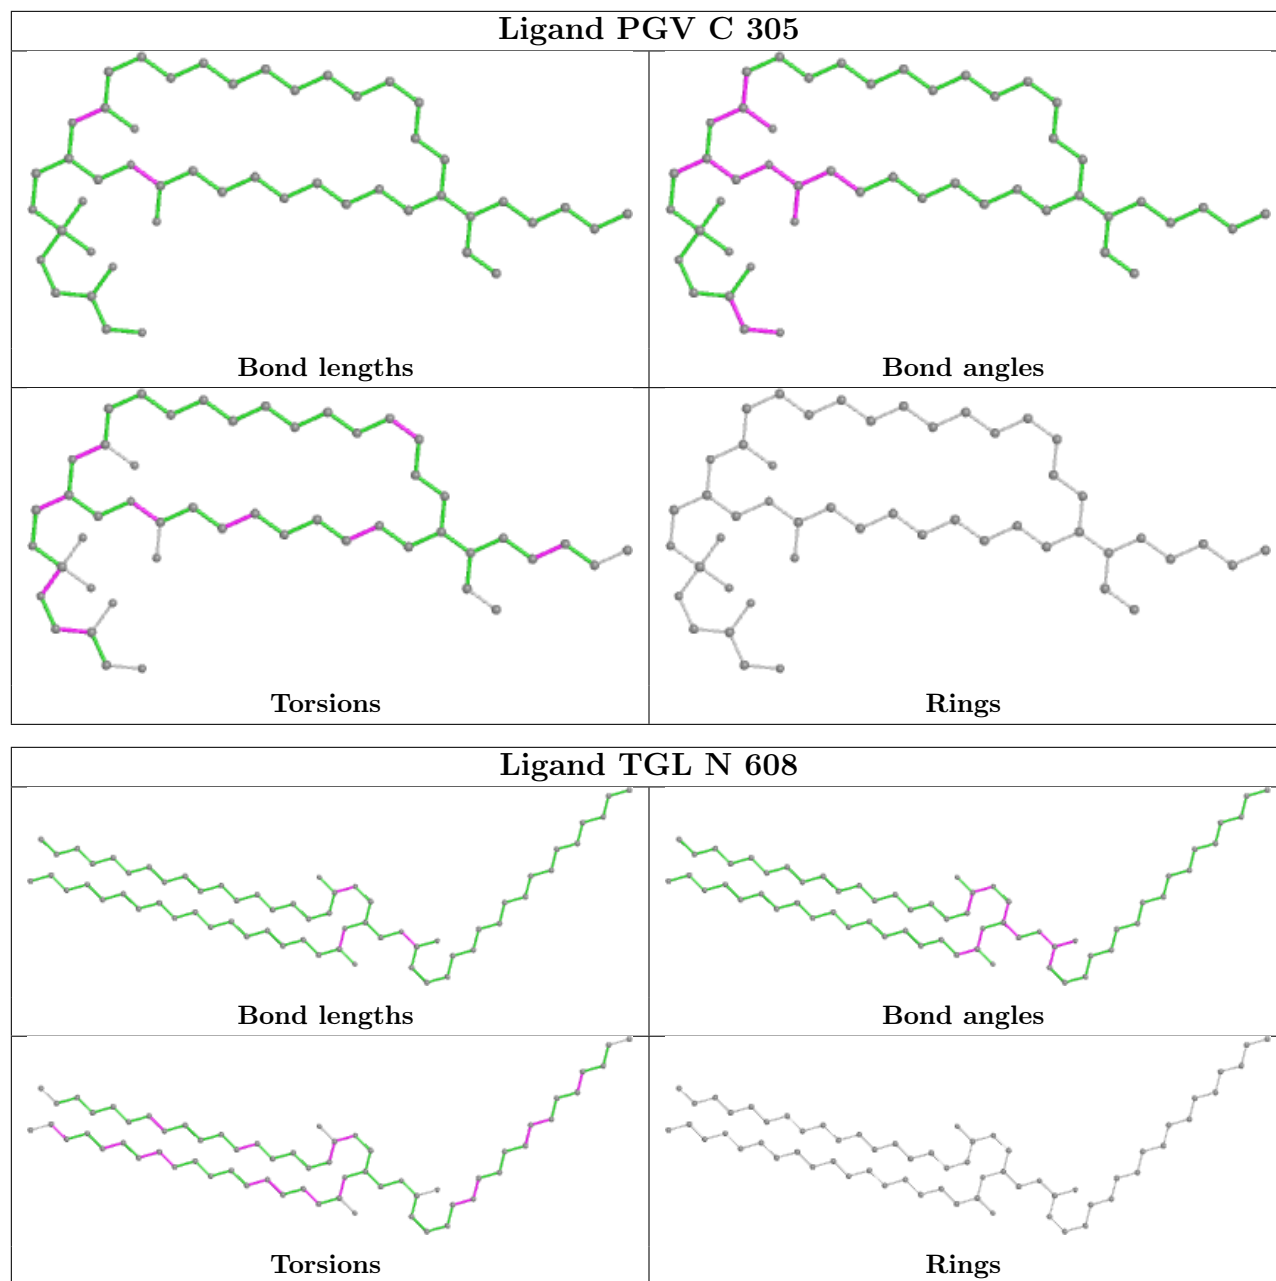 Ligand PGV C 305
Bond lengths
Bond angles
Torsions
Rings
Ligand TGL N 608
Bond lengths
Bond angles
Torsions
Rings